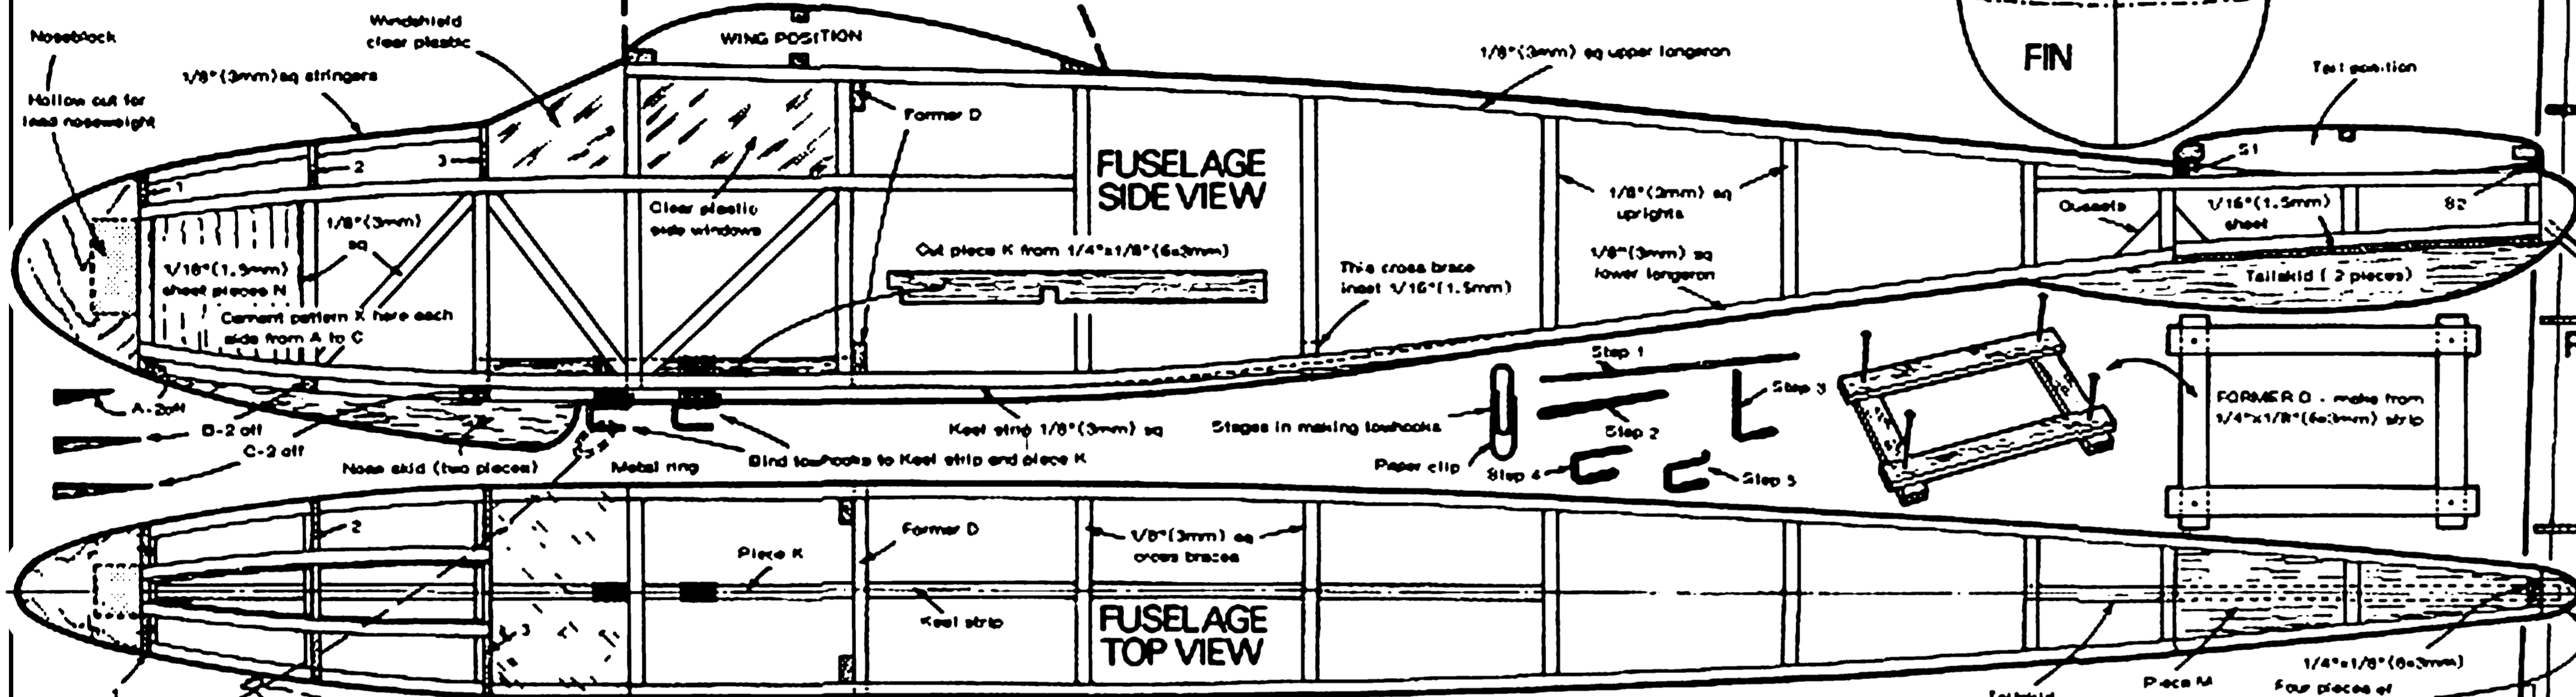 Noseblock
Windshield
clear plastic
WING POSITION
1/8"(3mm) sq upper longeron
FIN
Tail position
1/8"(3mm)sq stringers
Hollow out for
lead noseweight
Former D
1
2
3
FUSELAGE
SIDE VIEW
S1
1/8"(3mm)
sq
Clear plastic
side windows
1/8"(3mm) sq
uprights
Gussets
1/16"(1.5mm)
sheet
S2
Cut piece K from 1/4"x1/8"(6x3mm)
1/16"(1.5mm)
sheet pieces N
This cross brace
inset 1/16"(1.5mm)
1/8"(3mm) sq
lower longeron
Tailskid (2 pieces)
Cement pattern X here each
side from A to C
Step 1
Step 3
FORMER D - make from
1/4"x1/8"(6x3mm) strip
A-2off
B-2 off
C-2 off
Keel strip 1/8"(3mm) sq
Stages in making towhooks
Step 2
Nose skid (two pieces)
Metal ring
Bind towhooks to Keel strip and piece K
Paper clip
Step 4
Step 5
2
Piece K
Former D
1/8"(3mm) sq
cross braces
3
Keel strip
FUSELAGE
TOP VIEW
1
Tailskid
Piece M
1/4"x1/8"(6x3mm)
Four pieces of